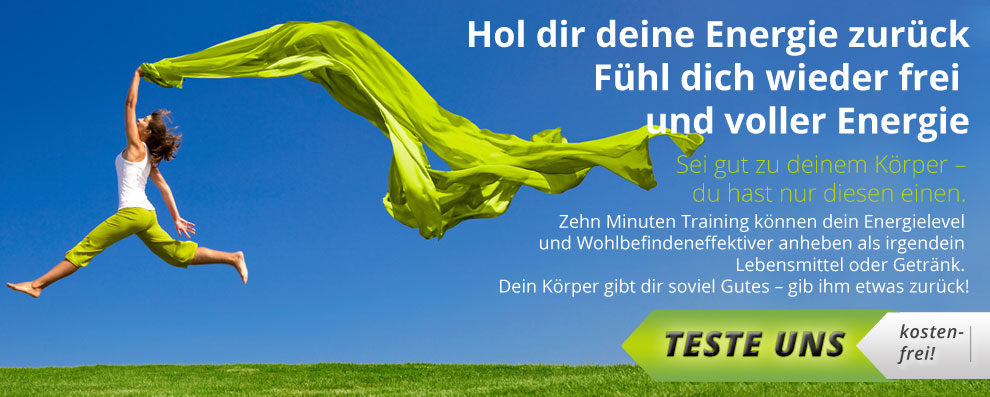 Hol dir deine Energie zurück
Fühl dich wieder frei
und voller Energie
Sei gut zu deinem Körper –
du hast nur diesen einen.
Zehn Minuten Training können dein Energielevel
und Wohlbefindeneffektiver anheben als irgendein
Lebensmittel oder Getränk.
Dein Körper gibt dir soviel Gutes – gib ihm etwas zurück!
TESTE UNS
kosten-
frei!